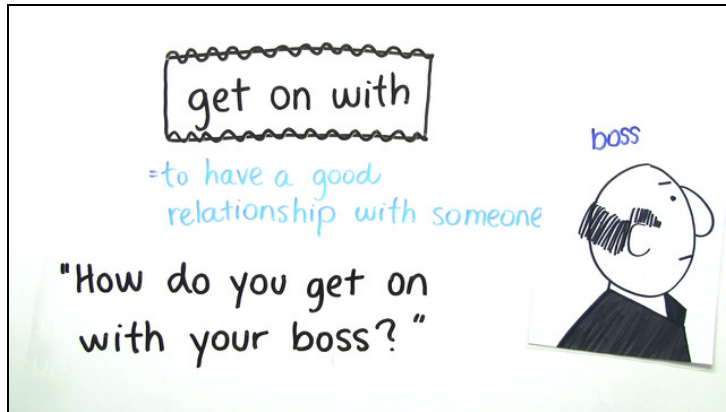 get on with
=to have a good
relationship with someone
boss
"How do you get on
with your boss?"